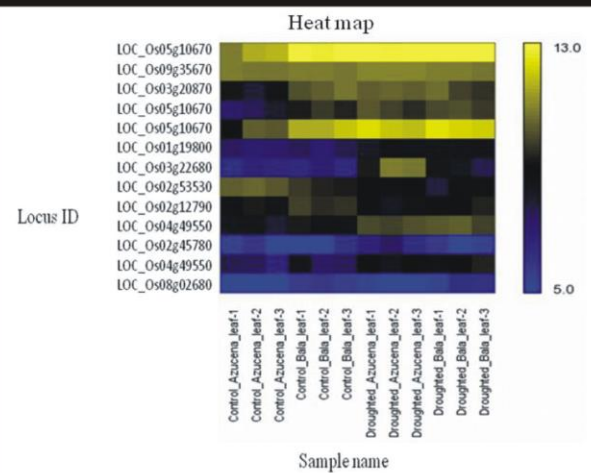 Heat map
LOC_Os05g10670
LOC_Os09g35670
LOC_Os03g20870
LOC_Os05g10670
LOC_Os05g10670
LOC_Os01g19800
LOC_Os03g22680
LOC_Os02g53530
LOC_Os02g12790
LOC_Os04g49550
LOC_Os02g45780
LOC_Os04g49550
LOC_Os08g02680
Locus ID
13.0
5.0
Control_Azucena_leaf-1
Control_Azucena_leaf-2
Control_Azucena_leaf-3
Control_Bala_leaf-1
Control_Bala_leaf-2
Control_Bala_leaf-3
Droughted_Azucena_leaf-1
Droughted_Azucena_leaf-2
Droughted_Azucena_leaf-3
Droughted_Bala_leaf-1
Droughted_Bala_leaf-2
Droughted_Bala_leaf-3
Sample name